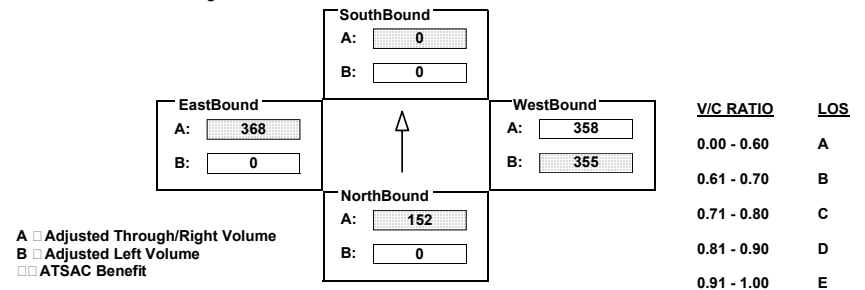 SouthBound
A: 0
B: 0
EastBound
A: 368
B: 0
WestBound
A: 358
B: 355
NorthBound
A: 152
B: 0
A □ Adjusted Through/Right Volume
B □ Adjusted Left Volume
□□ ATSAC Benefit
V/C RATIO LOS
0.00 - 0.60 A
0.61 - 0.70 B
0.71 - 0.80 C
0.81 - 0.90 D
0.91 - 1.00 E